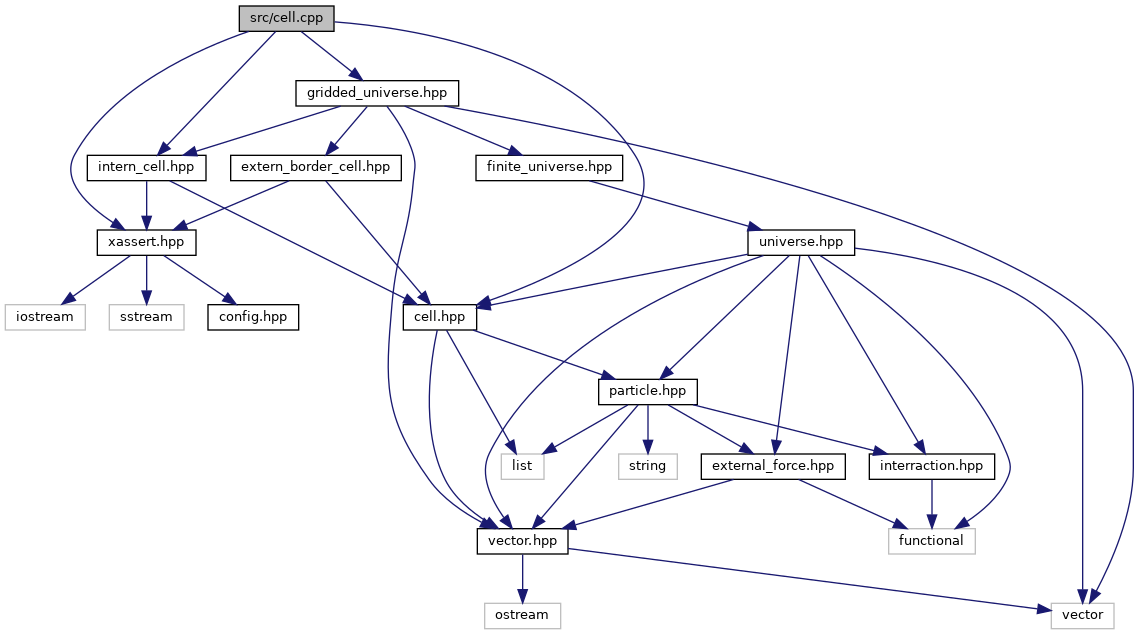 src/cell.cpp
gridded_universe.hpp
intern_cell.hpp
extern_border_cell.hpp
finite_universe.hpp
xassert.hpp
universe.hpp
iostream
sstream
config.hpp
cell.hpp
particle.hpp
list
string
external_force.hpp
interraction.hpp
vector.hpp
functional
ostream
vector